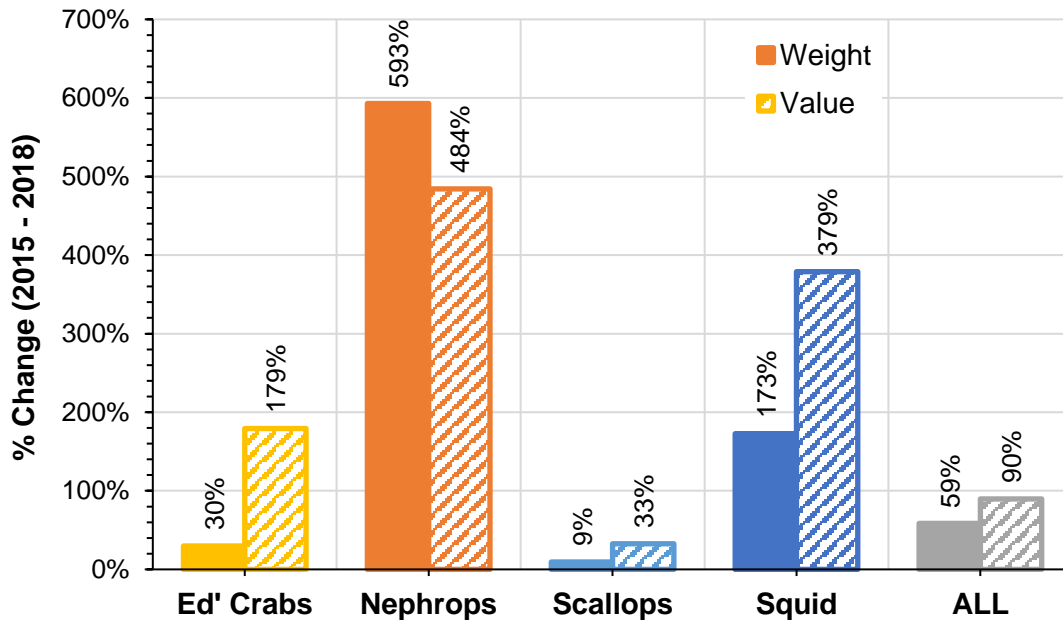 % Change (2015 - 2018)
700%
600%
500%
400%
300%
200%
100%
0%
Weight
Value
30%
179%
593%
484%
9%
33%
173%
379%
59%
90%
Ed' Crabs
Nephrops
Scallops
Squid
ALL